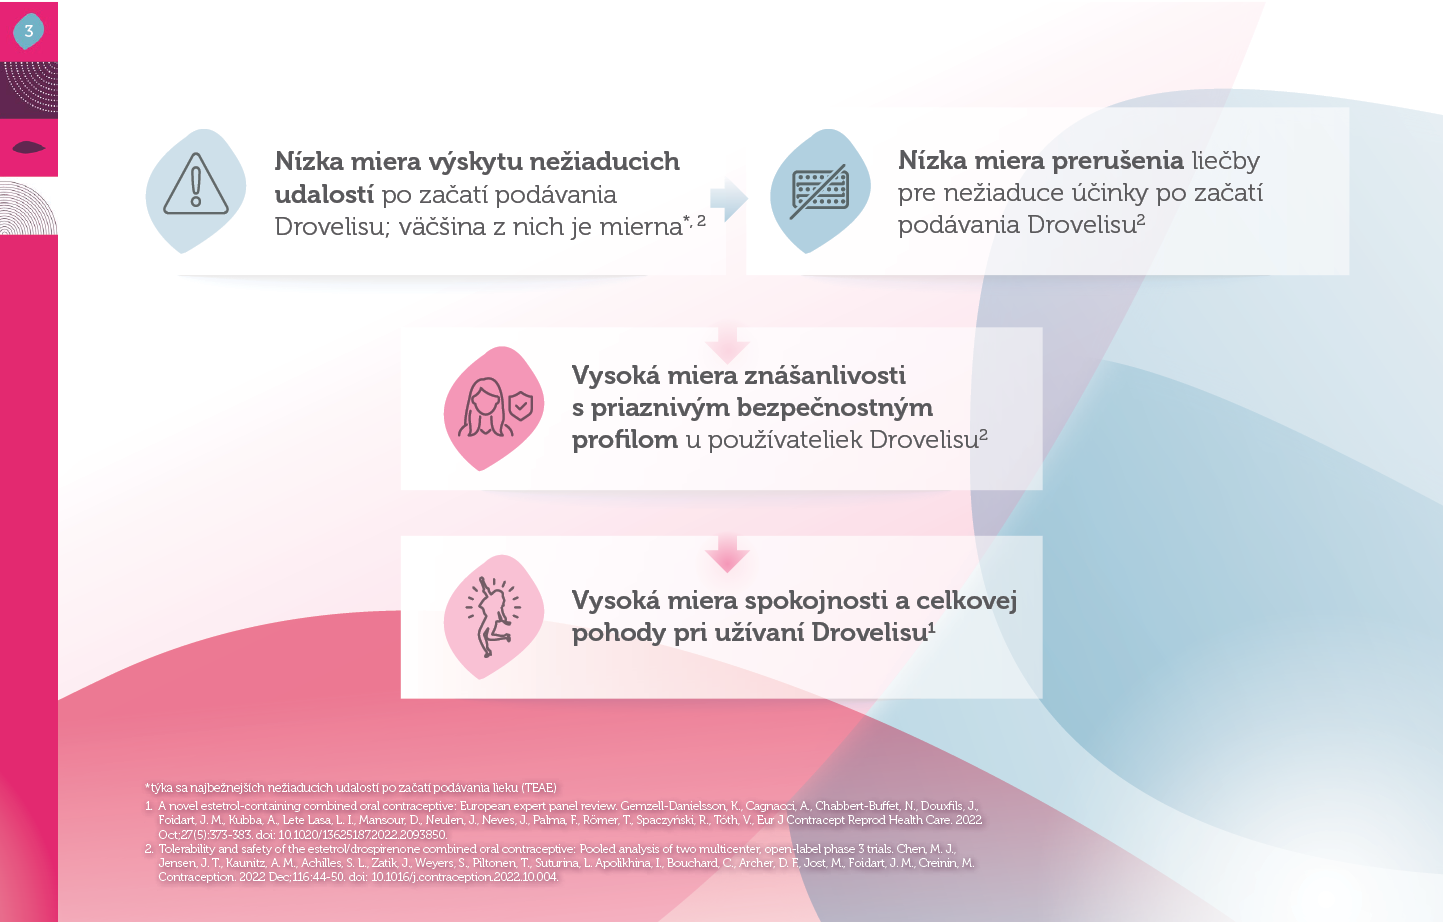 3
Nízka miera výskytu nežiaducich
udalostí po začatí podávania
Drovelisu; väčšina z nich je mierna*, 2
Nízka miera prerušenia liečby
pre nežiaduce účinky po začatí
podávania Drovelisu2
Vysoká miera znášanlivosti
s priaznivým bezpečnostným
profilom u používateliek Drovelisu2
Vysoká miera spokojnosti a celkovej
pohody pri užívaní Drovelisu1
*týka sa najbežnejších nežiaducich udalostí po začatí podávania lieku (TEAE)
1. A novel estetrol-containing combined oral contraceptive: European expert panel review. Gemzell-Danielsson, K., Cagnacci, A., Chabbert-Buffet, N., Douxfils, J.,
Foidart, J. M., Kubba, A., Lete Lasa, L. I., Mansour, D., Neulen, J., Neves, J., Palma, F., Römer, T., Spaczyński, R., Tóth, V., Eur J Contracept Reprod Health Care. 2022
Oct;27(5):373-383. doi: 10.1020/13625187.2022.2093850.
2. Tolerability and safety of the estetrol/drospirenone combined oral contraceptive: Pooled analysis of two multicenter, open-label phase 3 trials. Chen, M. J.,
Jensen, J. T., Kaunitz, A. M., Achilles, S. L., Zatik, J., Weyers, S., Piltonen, T., Suturina, L. Apolikhina, I., Bouchard, C., Archer, D. F., Jost, M., Foidart, J. M., Creinin, M.
Contraception. 2022 Dec;116:44-50. doi: 10.1016/j.contraception.2022.10.004.